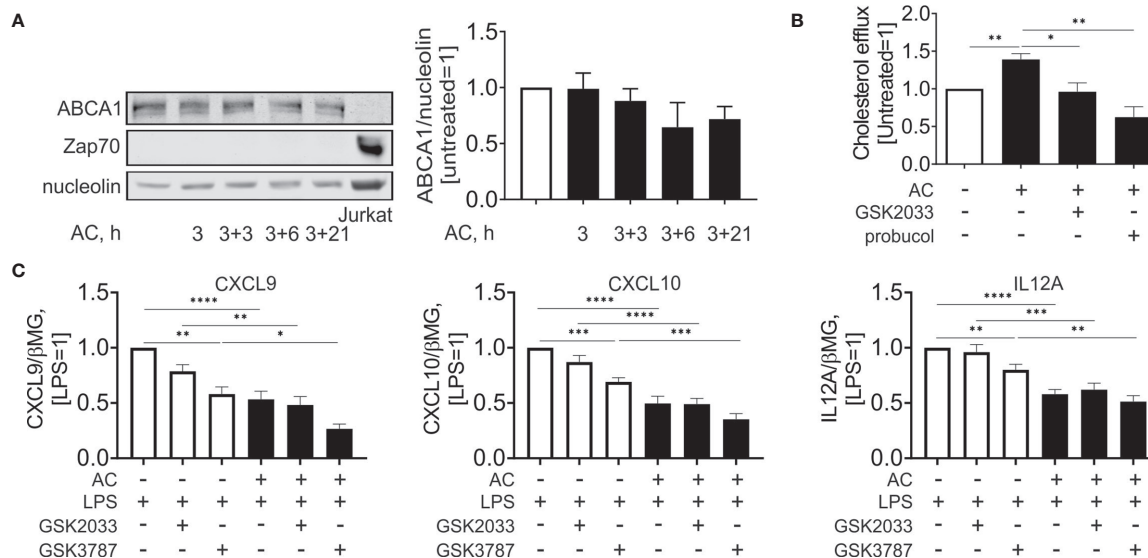 A
ABCA1
Zap70
nucleolin
Jurkat
AC, h 3 3+3 3+6 3+21
ABCA1/nucleolin
[untreated=1]
1.5
1.0
0.5
0.0
AC, h 3 3+3 3+6 3+21
B
Cholesterol efflux
[Untreated=1]
2.0
1.5
1.0
0.5
0.0
** * **
AC - + + +
GSK2033 - - + -
probucol - - - +
C
CXCL9
CXCL9/βMG,
[LPS=1]
1.5
1.0
0.5
0.0
****
**
** *
AC - - - + + +
LPS + + + + + +
GSK2033 - + - - + -
GSK3787 - - + - - +
CXCL10
CXCL10/βMG,
[LPS=1]
1.5
1.0
0.5
0.0
****
****
*** ***
- - - + + +
+ + + + + +
- + - - + -
- - + - - +
IL12A
IL12A/βMG,
[LPS=1]
1.5
1.0
0.5
0.0
****
***
** **
AC - - - + + +
LPS + + + + + +
GSK2033 - + - - + -
GSK3787 - - + - - +